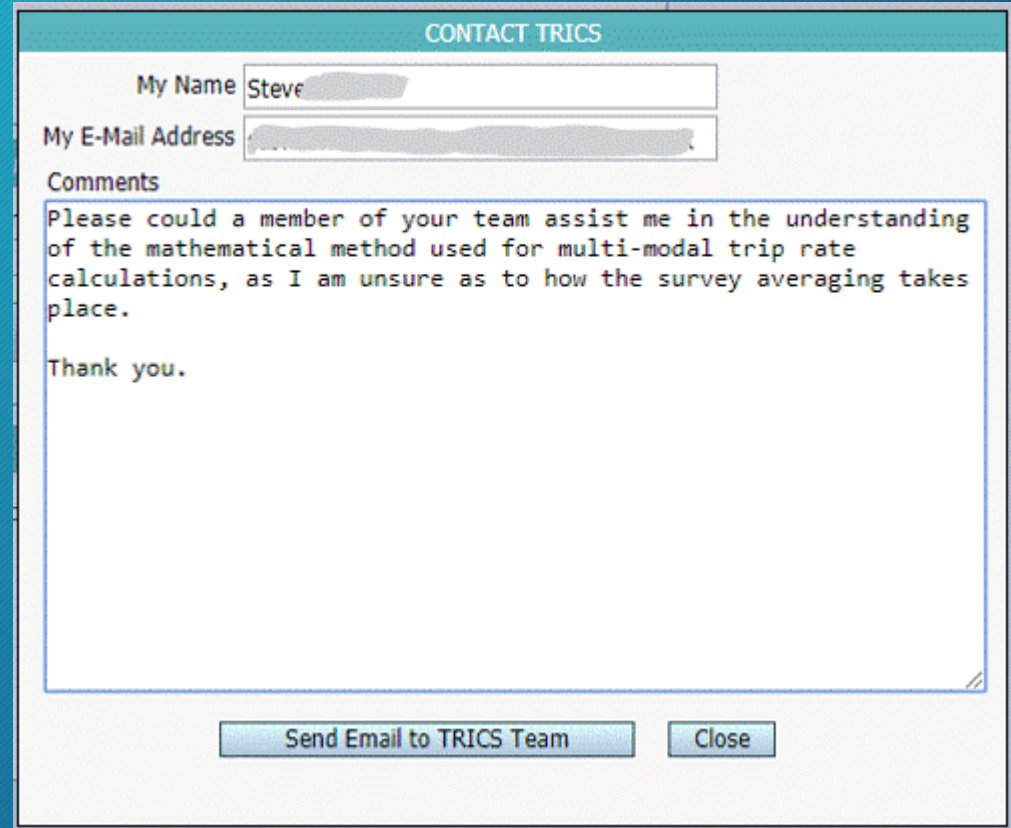 CONTACT TRICS
My Name Steve
My E-Mail Address
Comments
Please could a member of your team assist me in the understanding
of the mathematical method used for multi-modal trip rate
calculations, as I am unsure as to how the survey averaging takes
place.
Thank you.
Send Email to TRICS Team Close